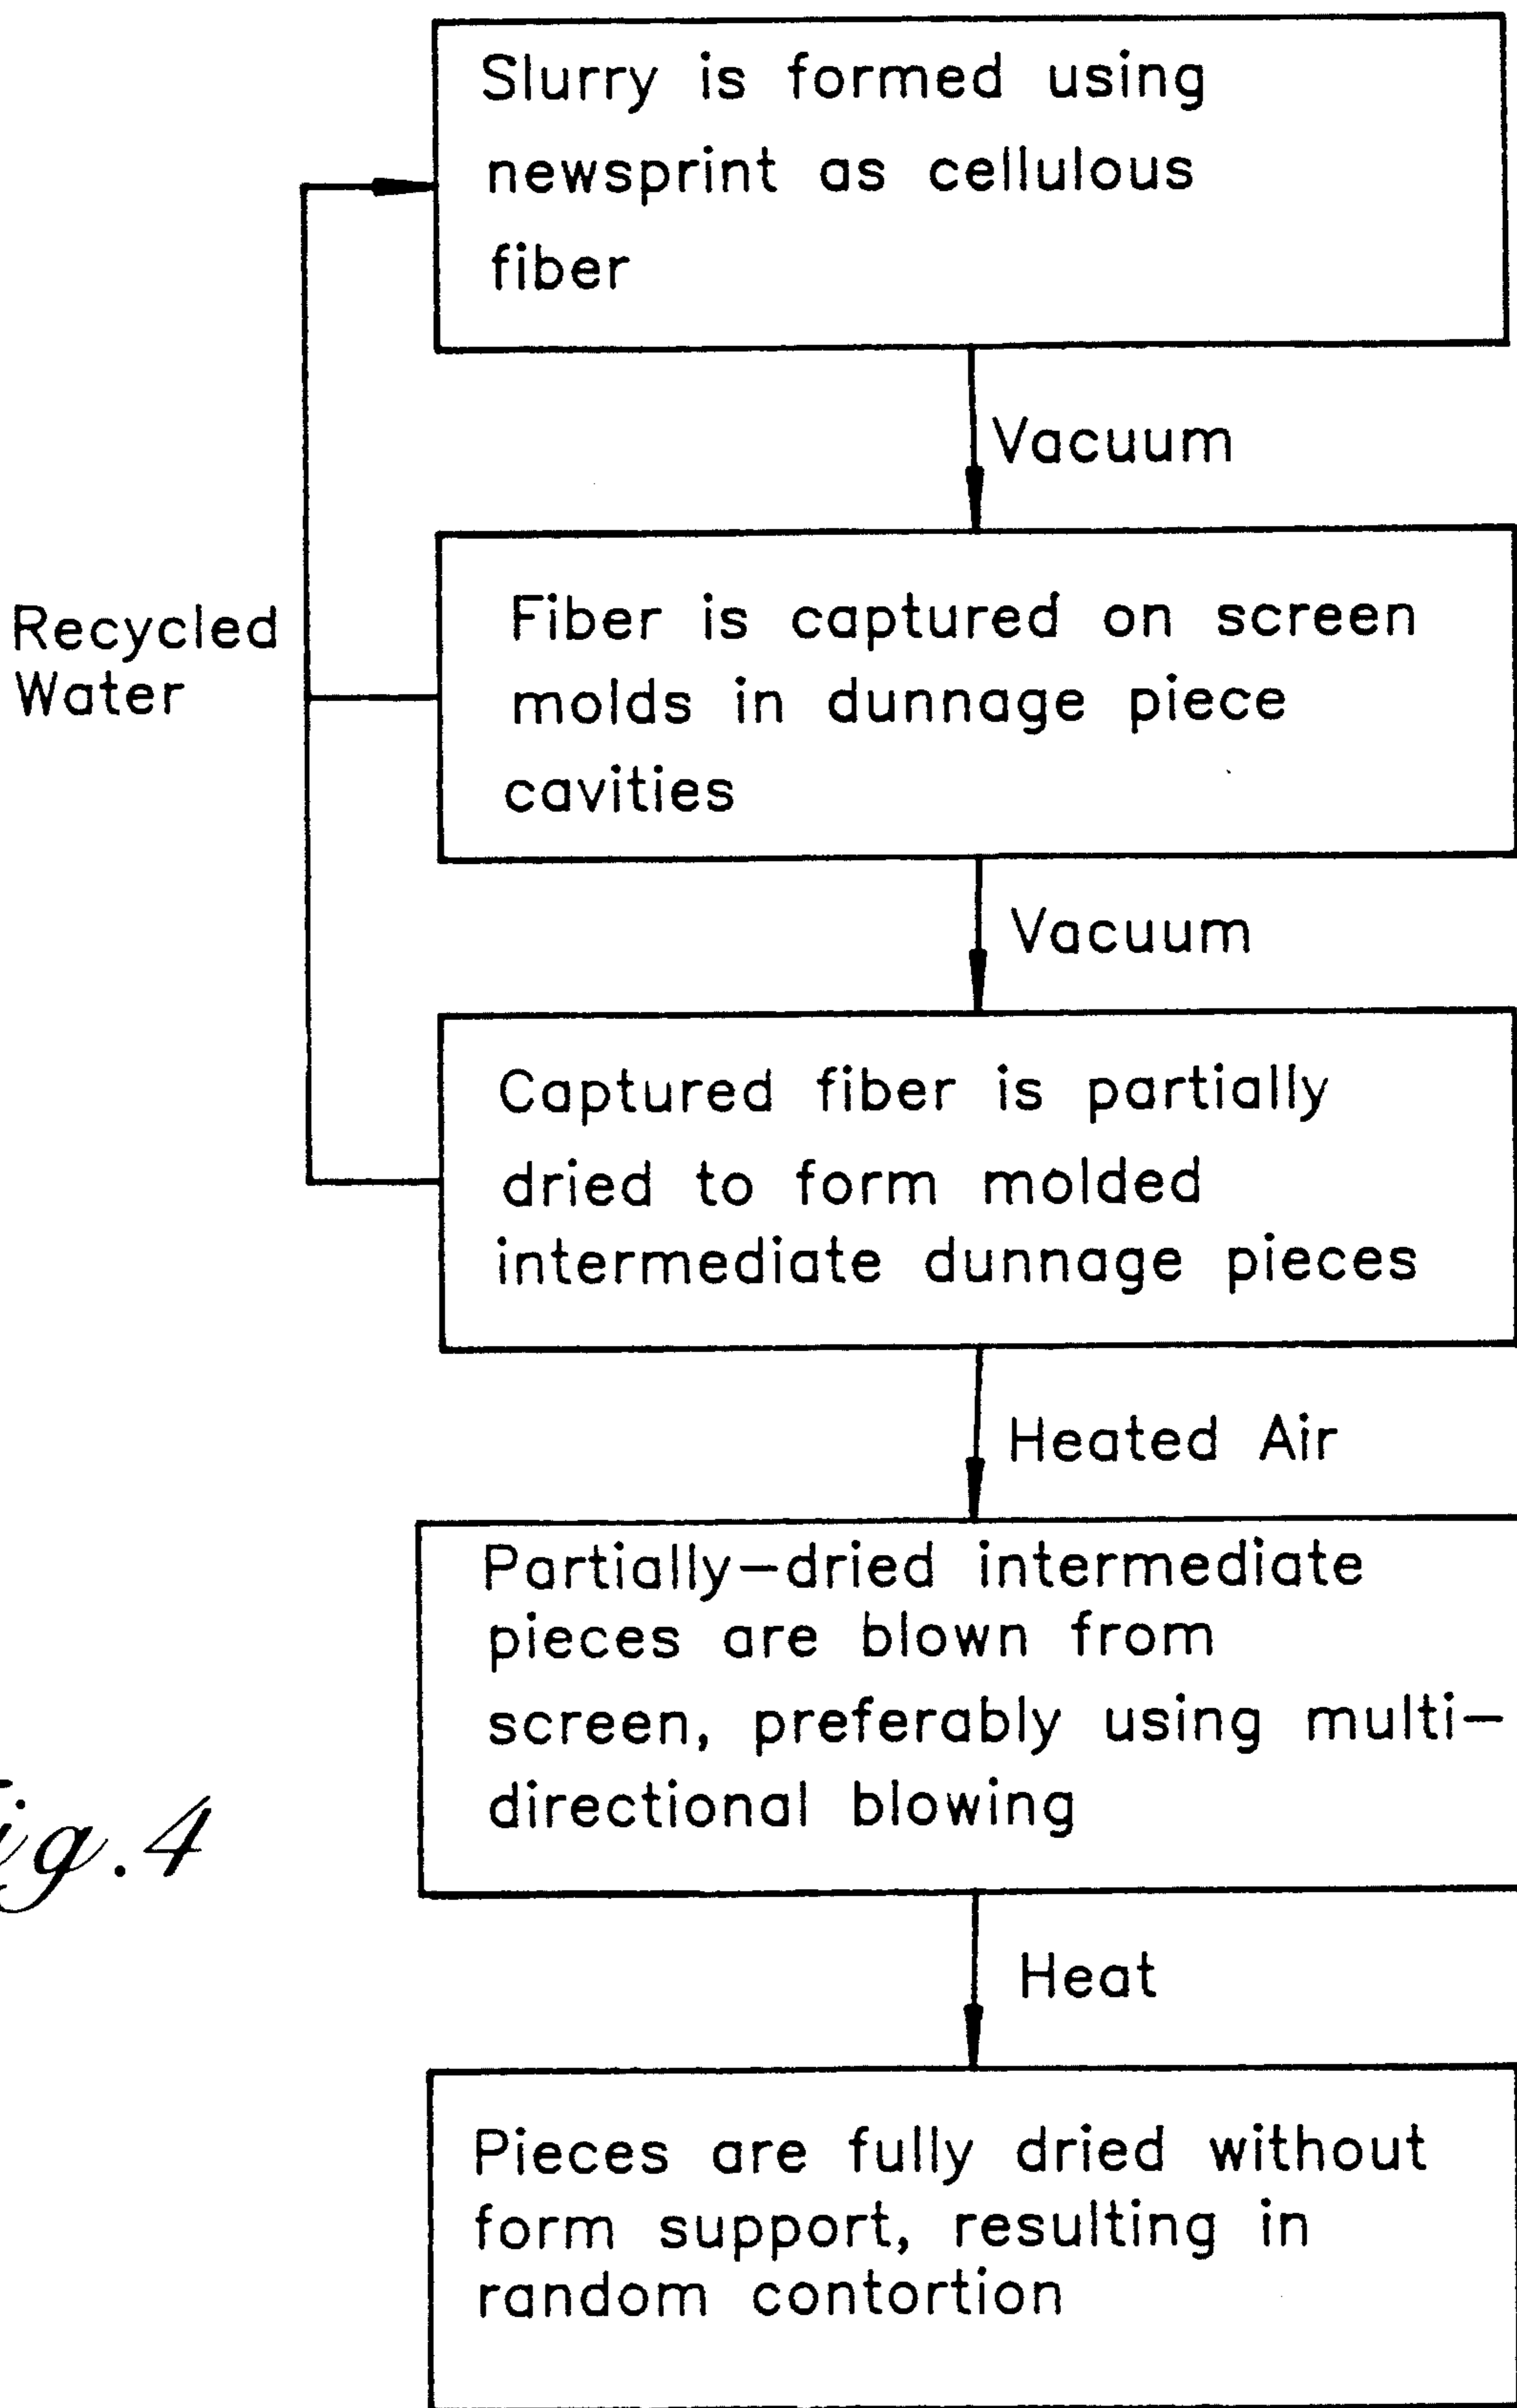 Slurry is formed using
newsprint as cellulous
fiber
Vacuum
Recycled
Water
Fiber is captured on screen
molds in dunnage piece
cavities
Vacuum
Captured fiber is partially
dried to form molded
intermediate dunnage pieces
Heated Air
Partially-dried intermediate
pieces are blown from
screen, preferably using multi-
directional blowing
Fig.4
Heat
Pieces are fully dried without
form support, resulting in
random contortion